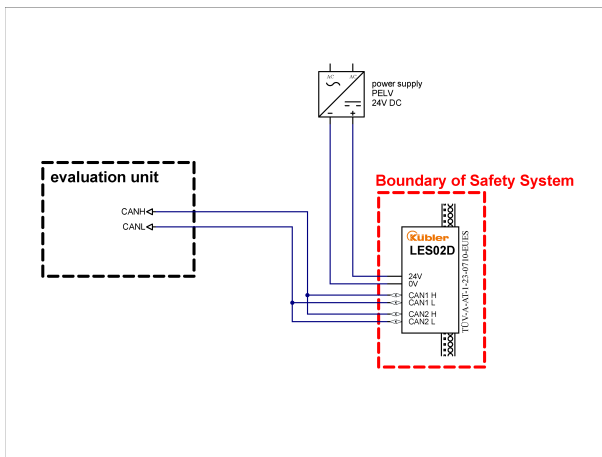 AC AC
power supply
PELV
24V DC
- +
evaluation unit
CANH
CANL
Boundary of Safety System
Kübler
LES02D
24V
0V
CAN1 H
CAN1 L
CAN2 H
CAN2 L
TÜV-A-AT-1-23-0710-EUES